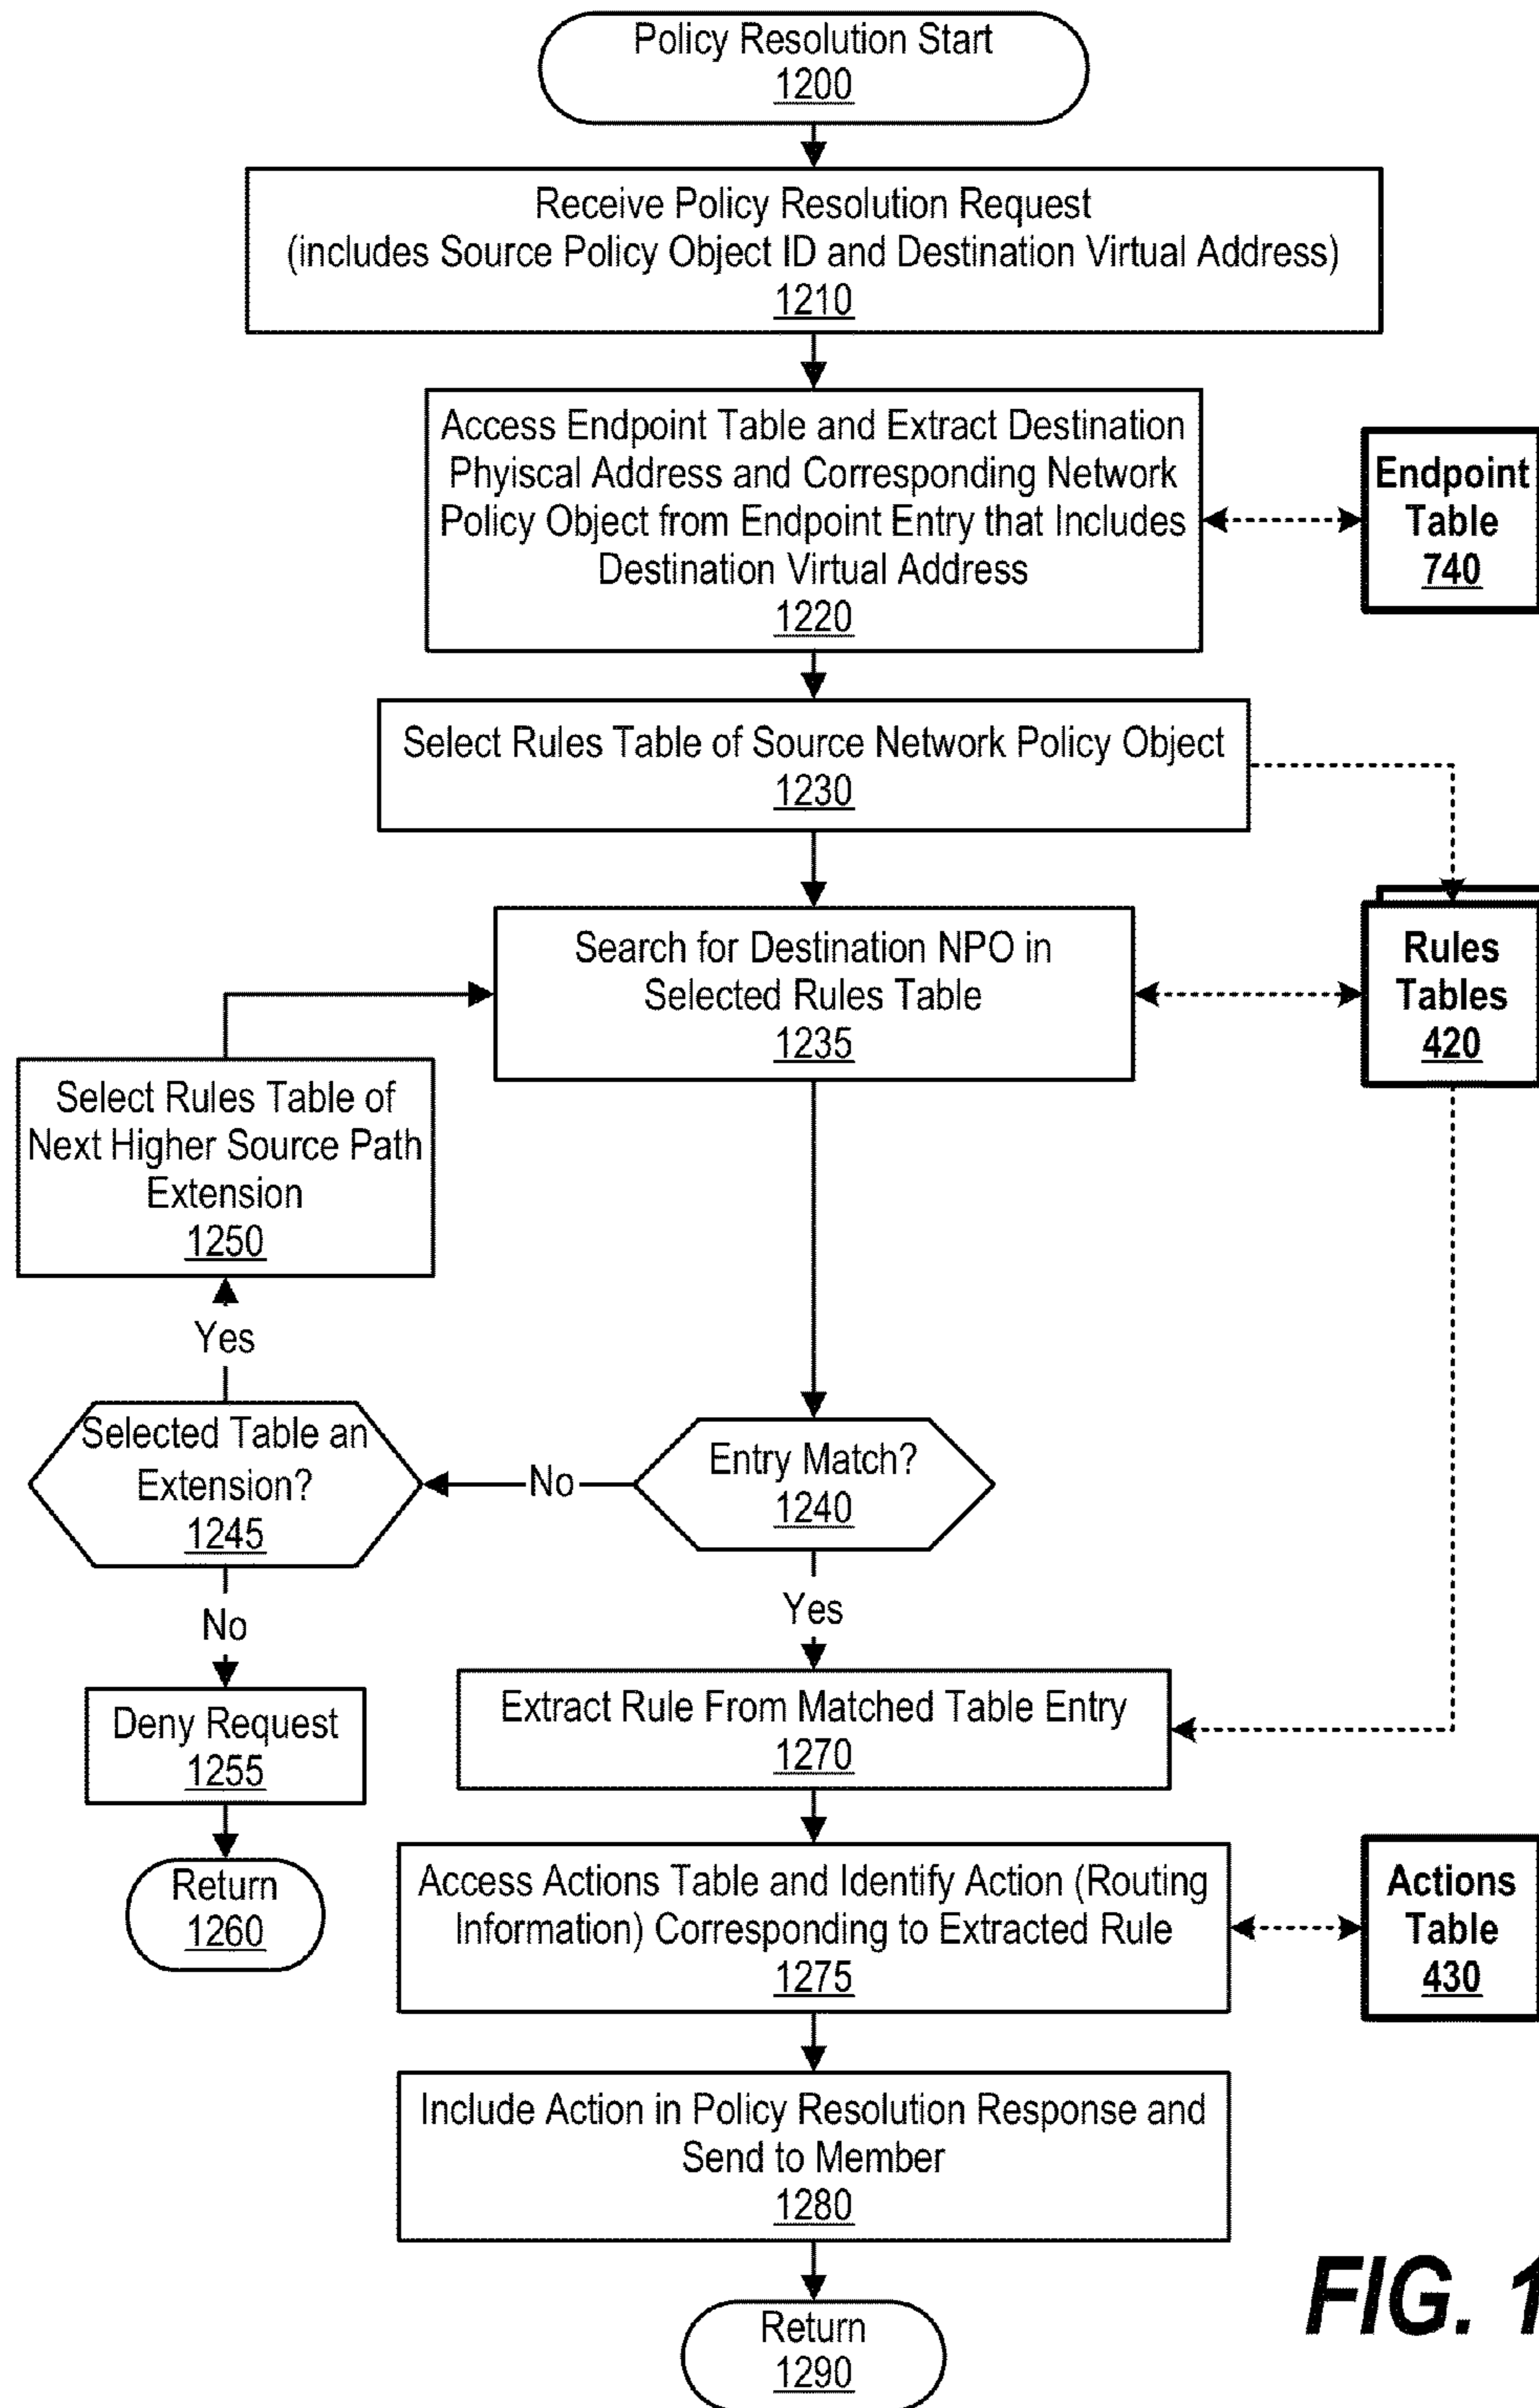 Policy Resolution Start
1200
Receive Policy Resolution Request
(includes Source Policy Object ID and Destination Virtual Address)
1210
Access Endpoint Table and Extract Destination
Phyiscal Address and Corresponding Network
Policy Object from Endpoint Entry that Includes
Destination Virtual Address
1220
Endpoint
Table
740
Select Rules Table of Source Network Policy Object
1230
Search for Destination NPO in
Selected Rules Table
1235
Rules
Tables
420
Select Rules Table of
Next Higher Source Path
Extension
1250
Yes
Selected Table an
Extension?
1245
No
Entry Match?
1240
No
Yes
Deny Request
1255
Return
1260
Extract Rule From Matched Table Entry
1270
Access Actions Table and Identify Action (Routing
Information) Corresponding to Extracted Rule
1275
Actions
Table
430
Include Action in Policy Resolution Response and
Send to Member
1280
Return
1290
FIG. 1